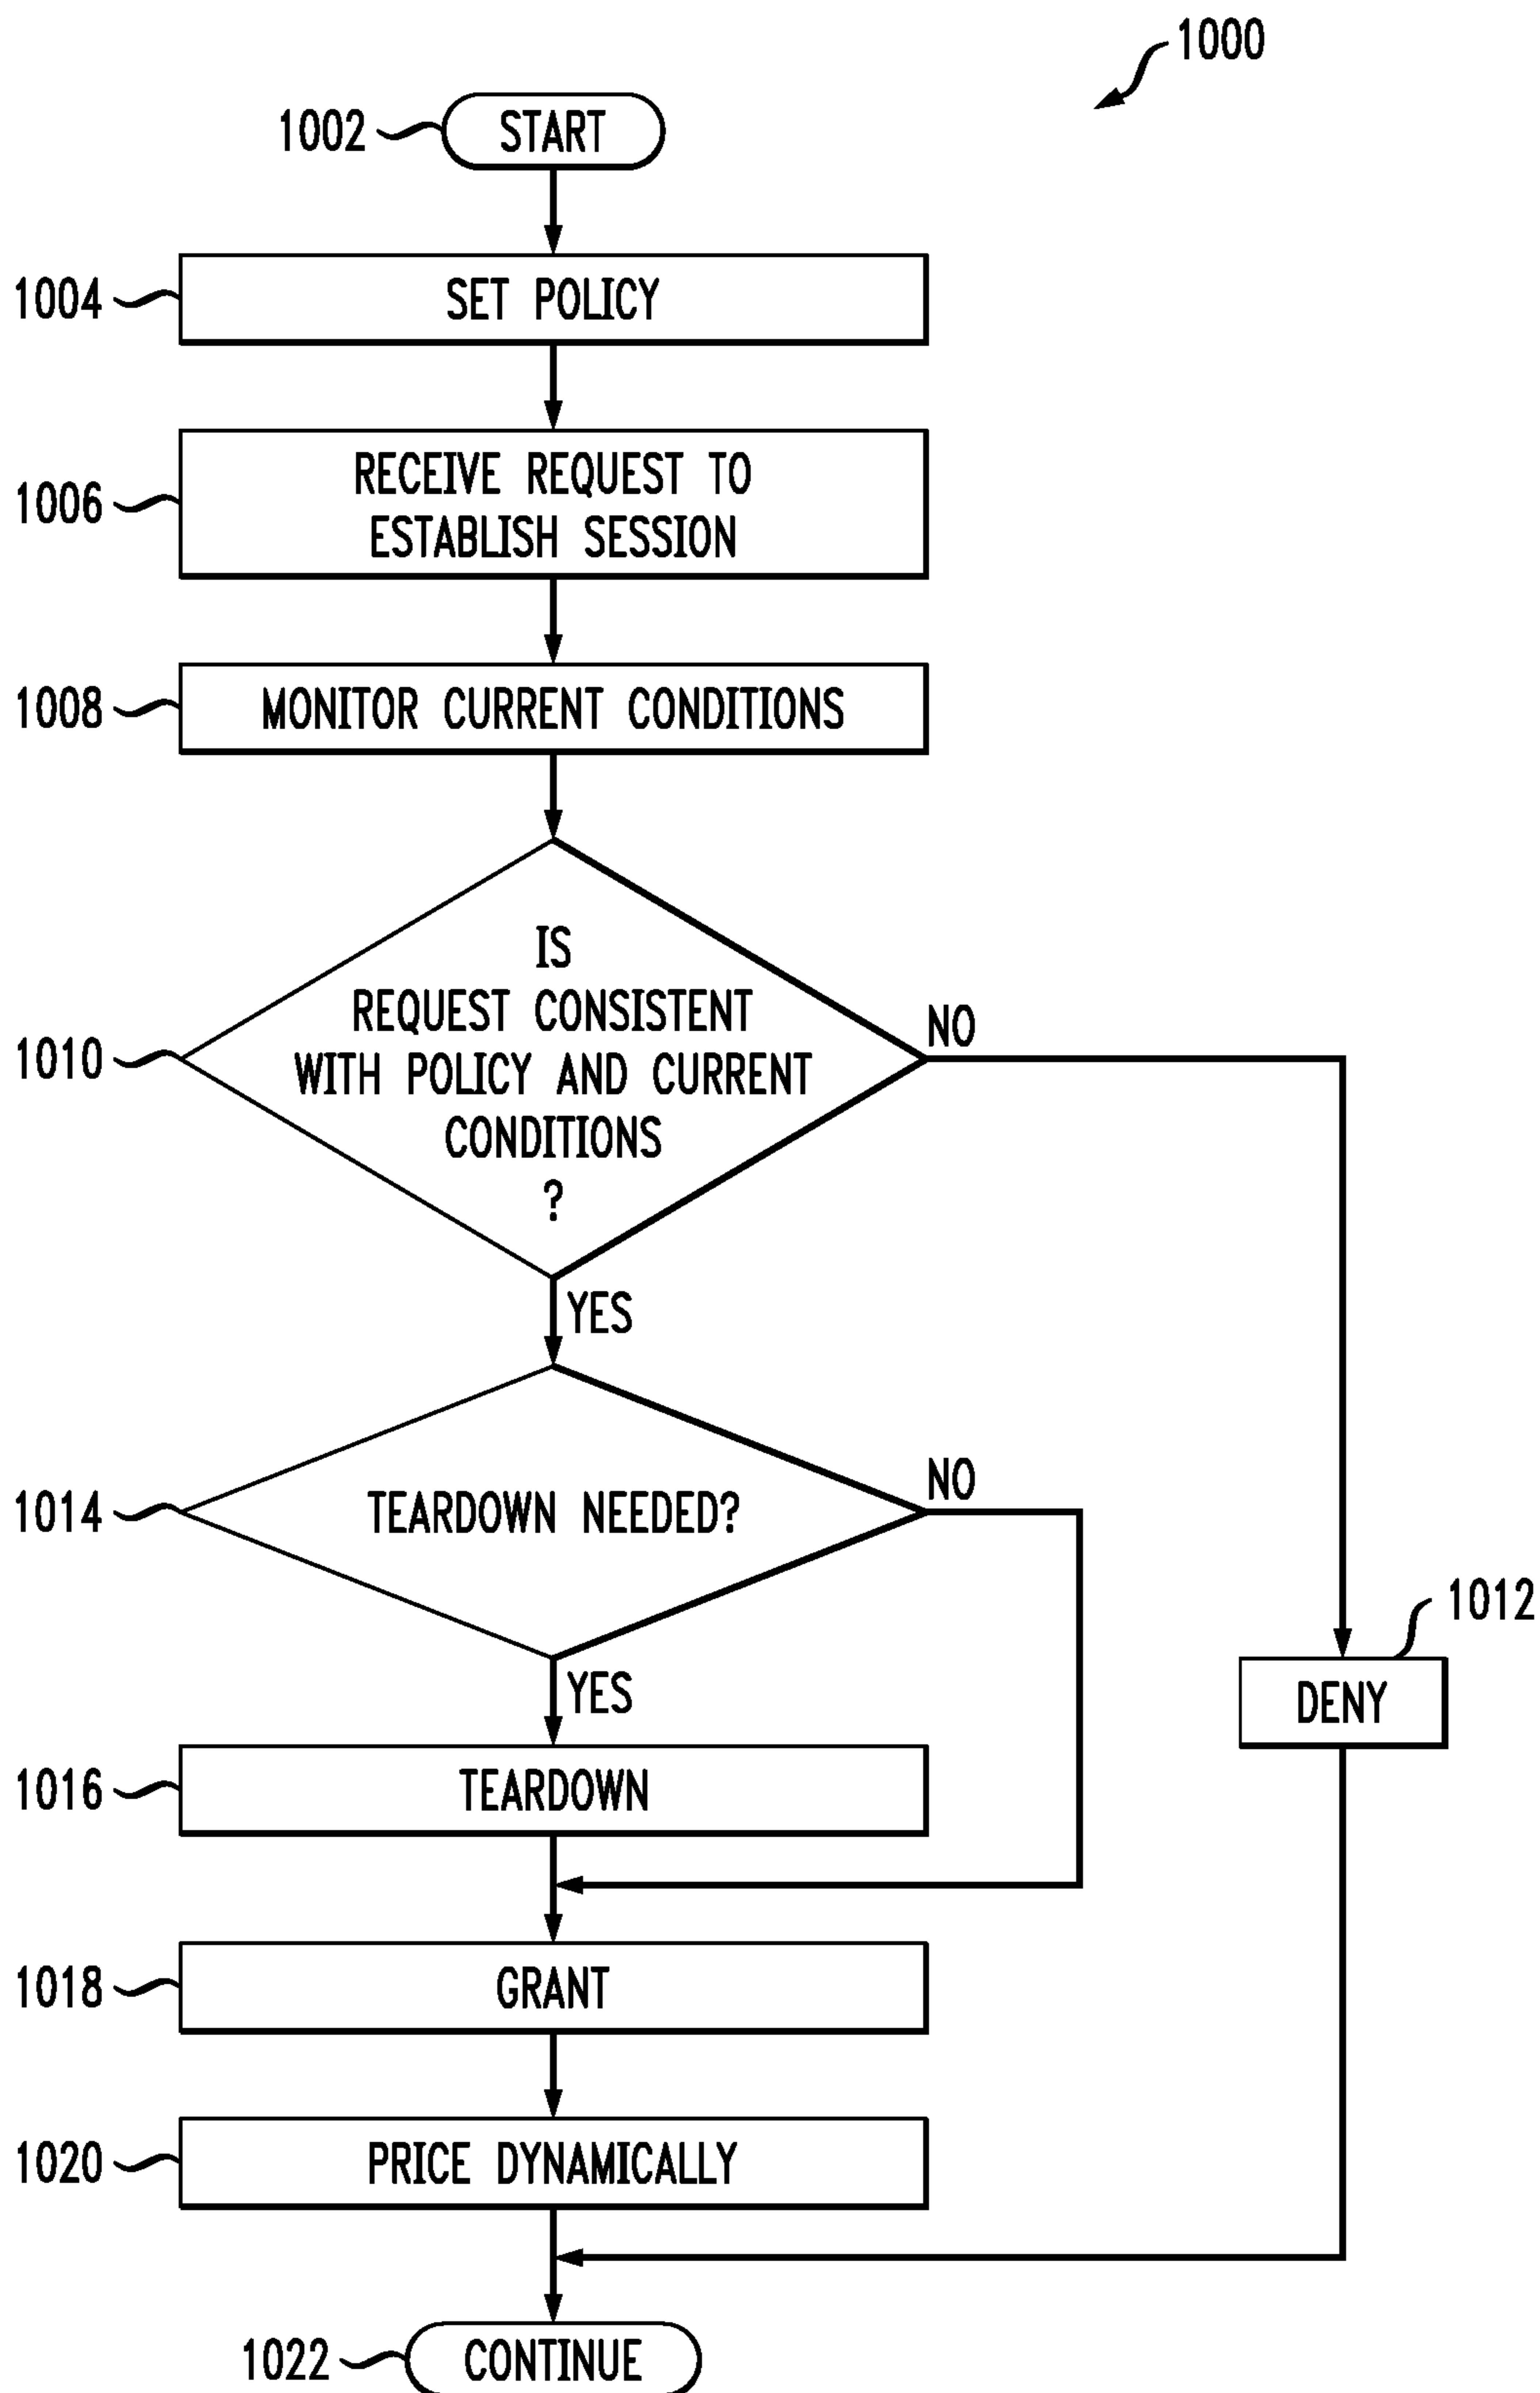 1000
1002
START
1004
SET POLICY
1006
RECEIVE REQUEST TO
ESTABLISH SESSION
1008
MONITOR CURRENT CONDITIONS
1010
IS
REQUEST CONSISTENT
WITH POLICY AND CURRENT
CONDITIONS
?
NO
YES
1014
TEARDOWN NEEDED?
NO
1012
DENY
YES
1016
TEARDOWN
1018
GRANT
1020
PRICE DYNAMICALLY
1022
CONTINUE